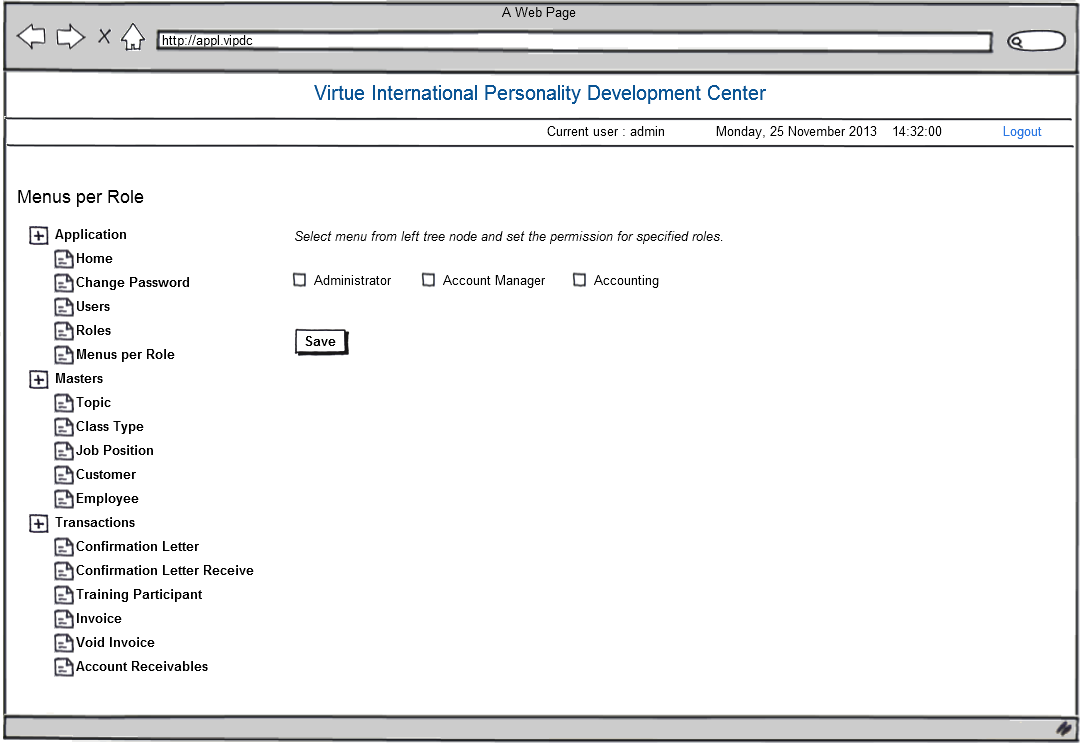 A Web Page
http://appl.vipdc
Virtue International Personality Development Center
Current user : admin Monday, 25 November 2013 14:32:00 Logout
Menus per Role
Application
Home
Change Password
Users
Roles
Menus per Role
Masters
Topic
Class Type
Job Position
Customer
Employee
Transactions
Confirmation Letter
Confirmation Letter Receive
Training Participant
Invoice
Void Invoice
Account Receivables
Select menu from left tree node and set the permission for specified roles.
Administrator Account Manager Accounting
Save